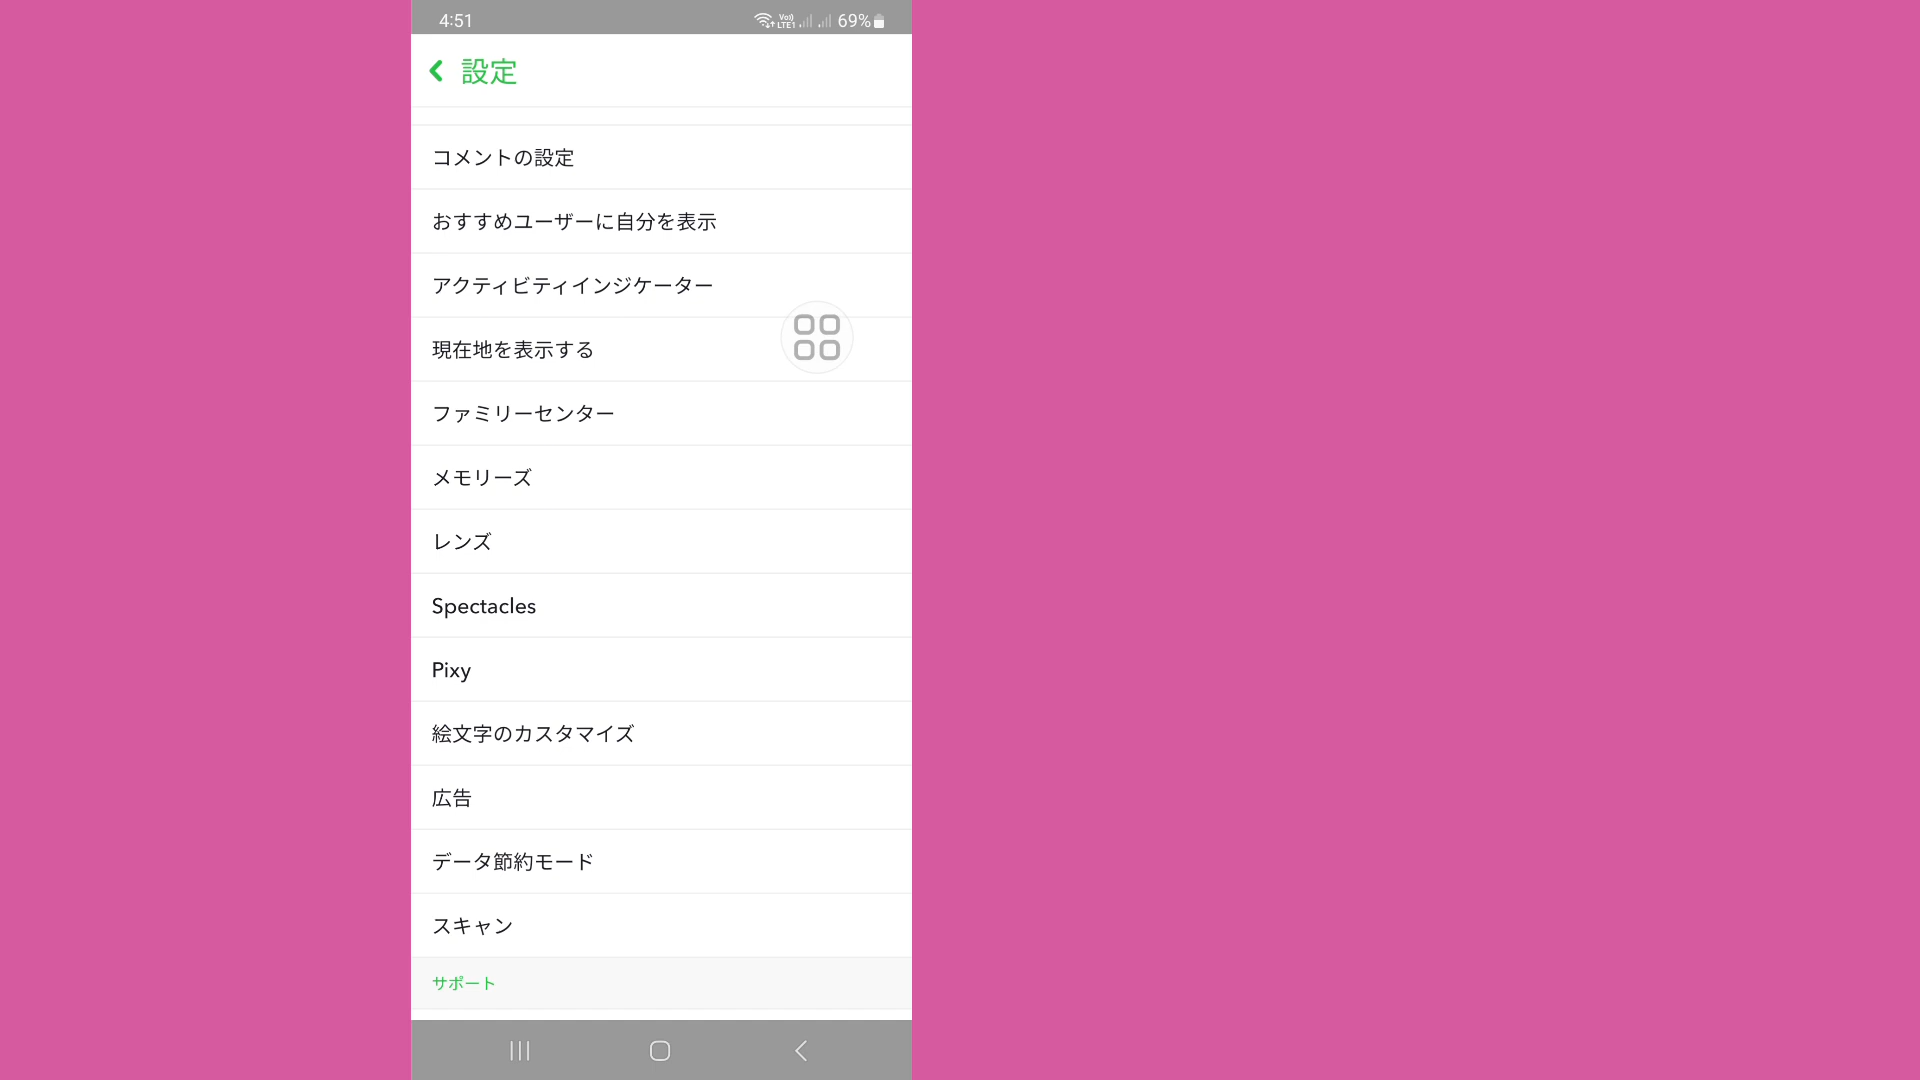 4:51 Vo) LTE1 69%
設定
コメントの設定
おすすめユーザーに自分を表示
アクティビティインジケーター
現在地を表示する
ファミリーセンター
メモリーズ
レンズ
Spectacles
Pixy
絵文字のカスタマイズ
広告
データ節約モード
スキャン
サポート